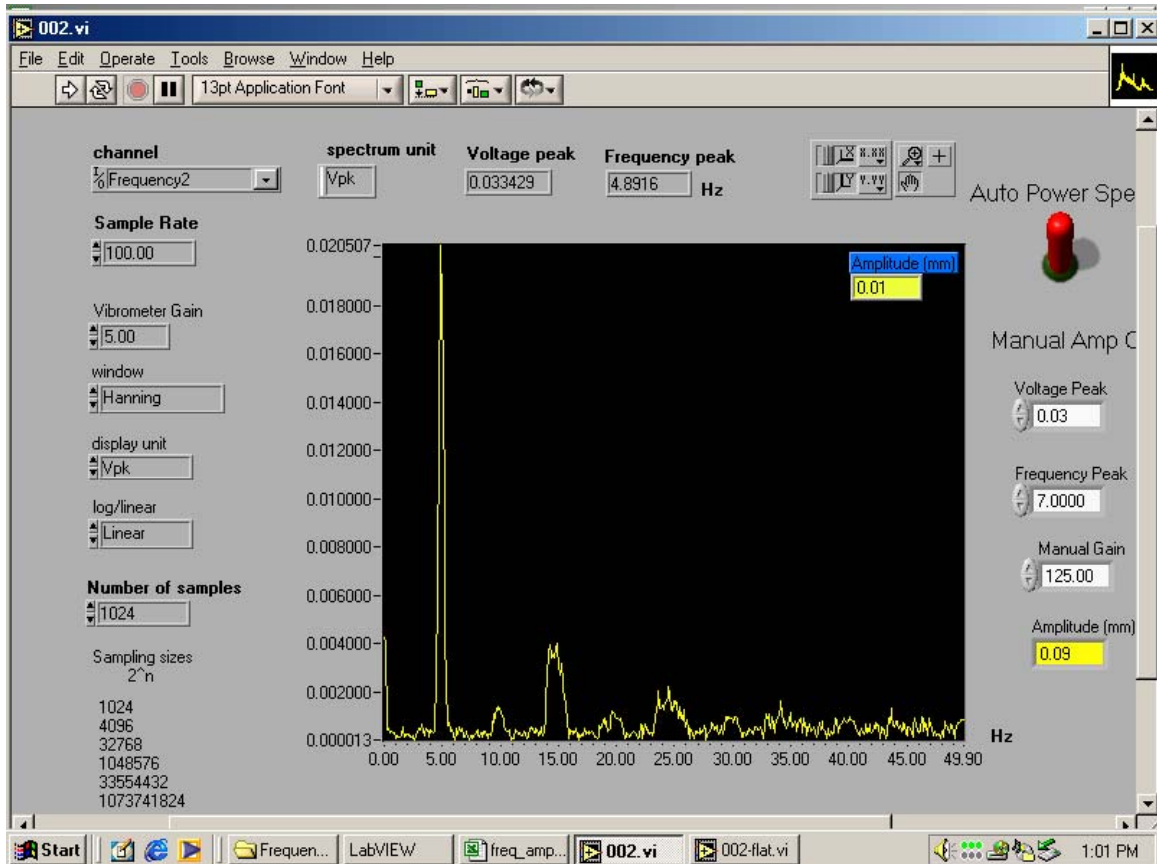 002.vi
File Edit Operate Tools Browse Window Help
13pt Application Font
channel
Frequency2
spectrum unit
Vpk
Voltage peak
0.033429
Frequency peak
4.8916 Hz
X.XX
Y.YY
Auto Power Spe
Sample Rate
100.00
Vibrometer Gain
5.00
window
Hanning
display unit
Vpk
log/linear
Linear
Number of samples
1024
Sampling sizes
2^n
1024
4096
32768
1048576
33554432
1073741824
0.020507
0.018000
0.016000
0.014000
0.012000
0.010000
0.008000
0.006000
0.004000
0.002000
0.000013
0.00 5.00 10.00 15.00 20.00 25.00 30.00 35.00 40.00 45.00 49.90
Hz
Amplitude (mm)
0.01
Manual Amp C
Voltage Peak
0.03
Frequency Peak
7.0000
Manual Gain
125.00
Amplitude (mm)
0.09
Start Frequen... LabVIEW freq_amp... 002.vi 002-flat.vi 1:01 PM